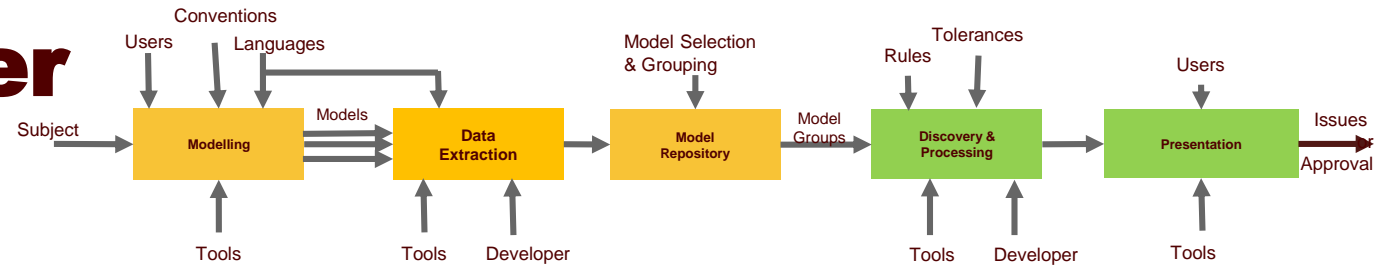 er
Conventions
Users
Languages
Subject
Modelling
Tools
Models
Data
Extraction
Tools
Developer
Model Selection
& Grouping
Model
Repository
Model
Groups
Rules
Tolerances
Discovery &
Processing
Tools
Developer
Users
Presentation
Tools
Issues
or
Approval